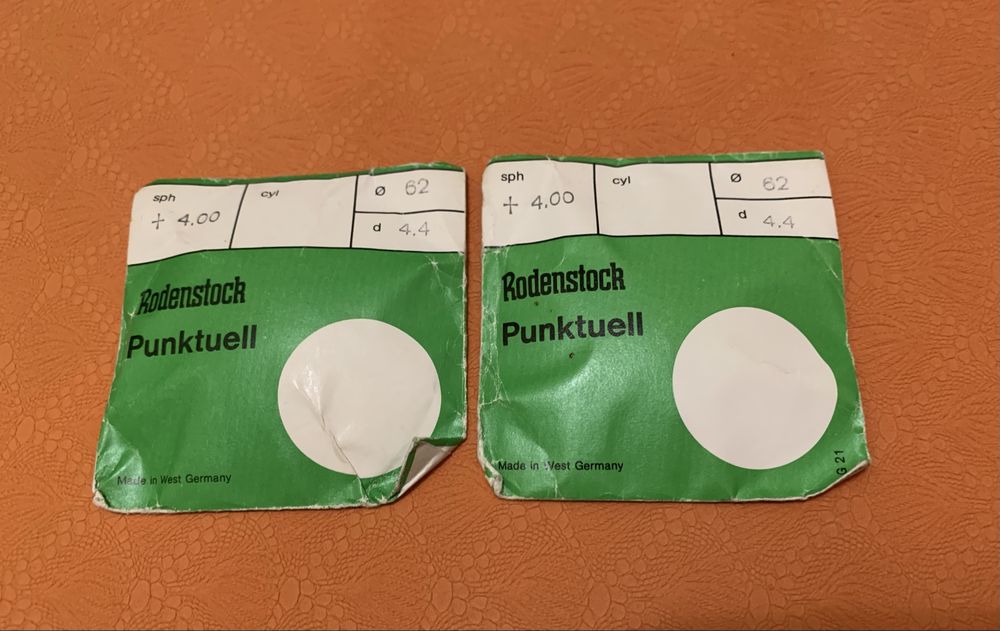 sph
+ 4.00
cyl
ø 62
d 4.4
Rodenstock
Punktuell
Made in West Germany
sph
+ 4.00
cyl
ø 62
d 4.4
Rodenstock
Punktuell
Made in West Germany
G 21